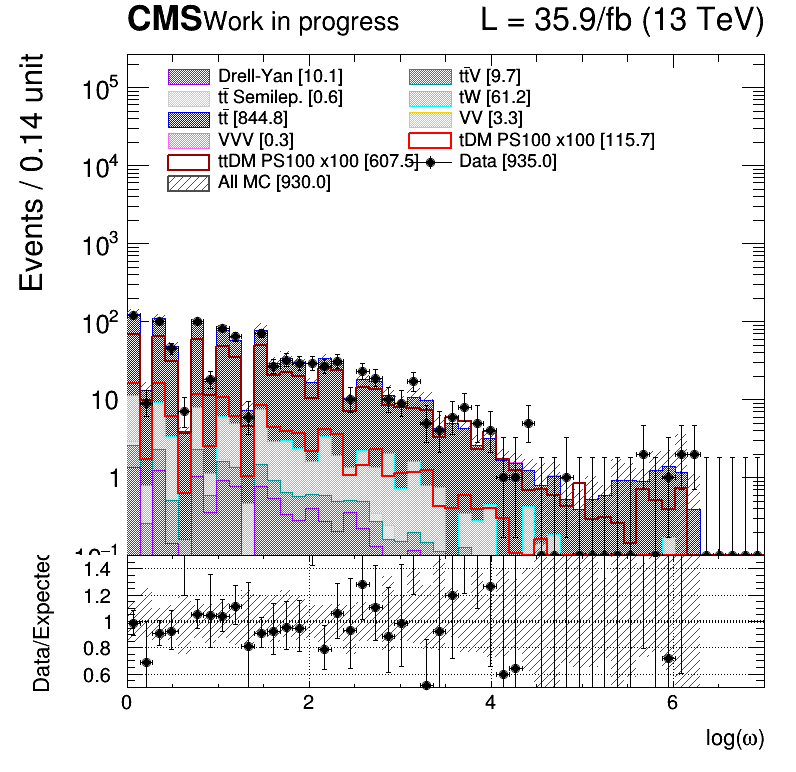 CMS Work in progress L = 35.9/fb (13 TeV)
Events / 0.14 unit
Drell-Yan [10.1] tt̄V [9.7]
tt̄ Semilep. [0.6] tW [61.2]
tt̄ [844.8] VV [3.3]
VVV [0.3] tDM PS100 x100 [115.7]
ttDM PS100 x100 [607.5] Data [935.0]
All MC [930.0]
10⁵
10⁴
10³
10²
10
1
10⁻¹
Data/Expected
1.4
1.2
1
0.8
0.6
0 2 4 6
log(ω)